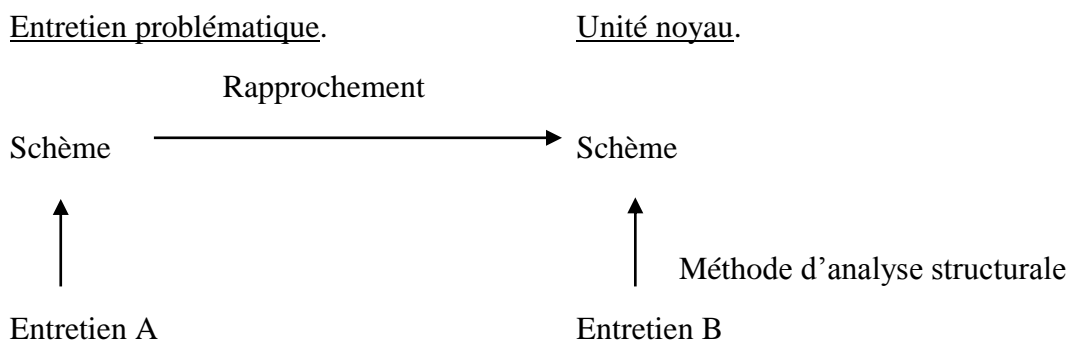 Entretien problématique. Unité noyau.
Rapprochement
Schème Schème
Méthode d’analyse structurale
Entretien A Entretien B